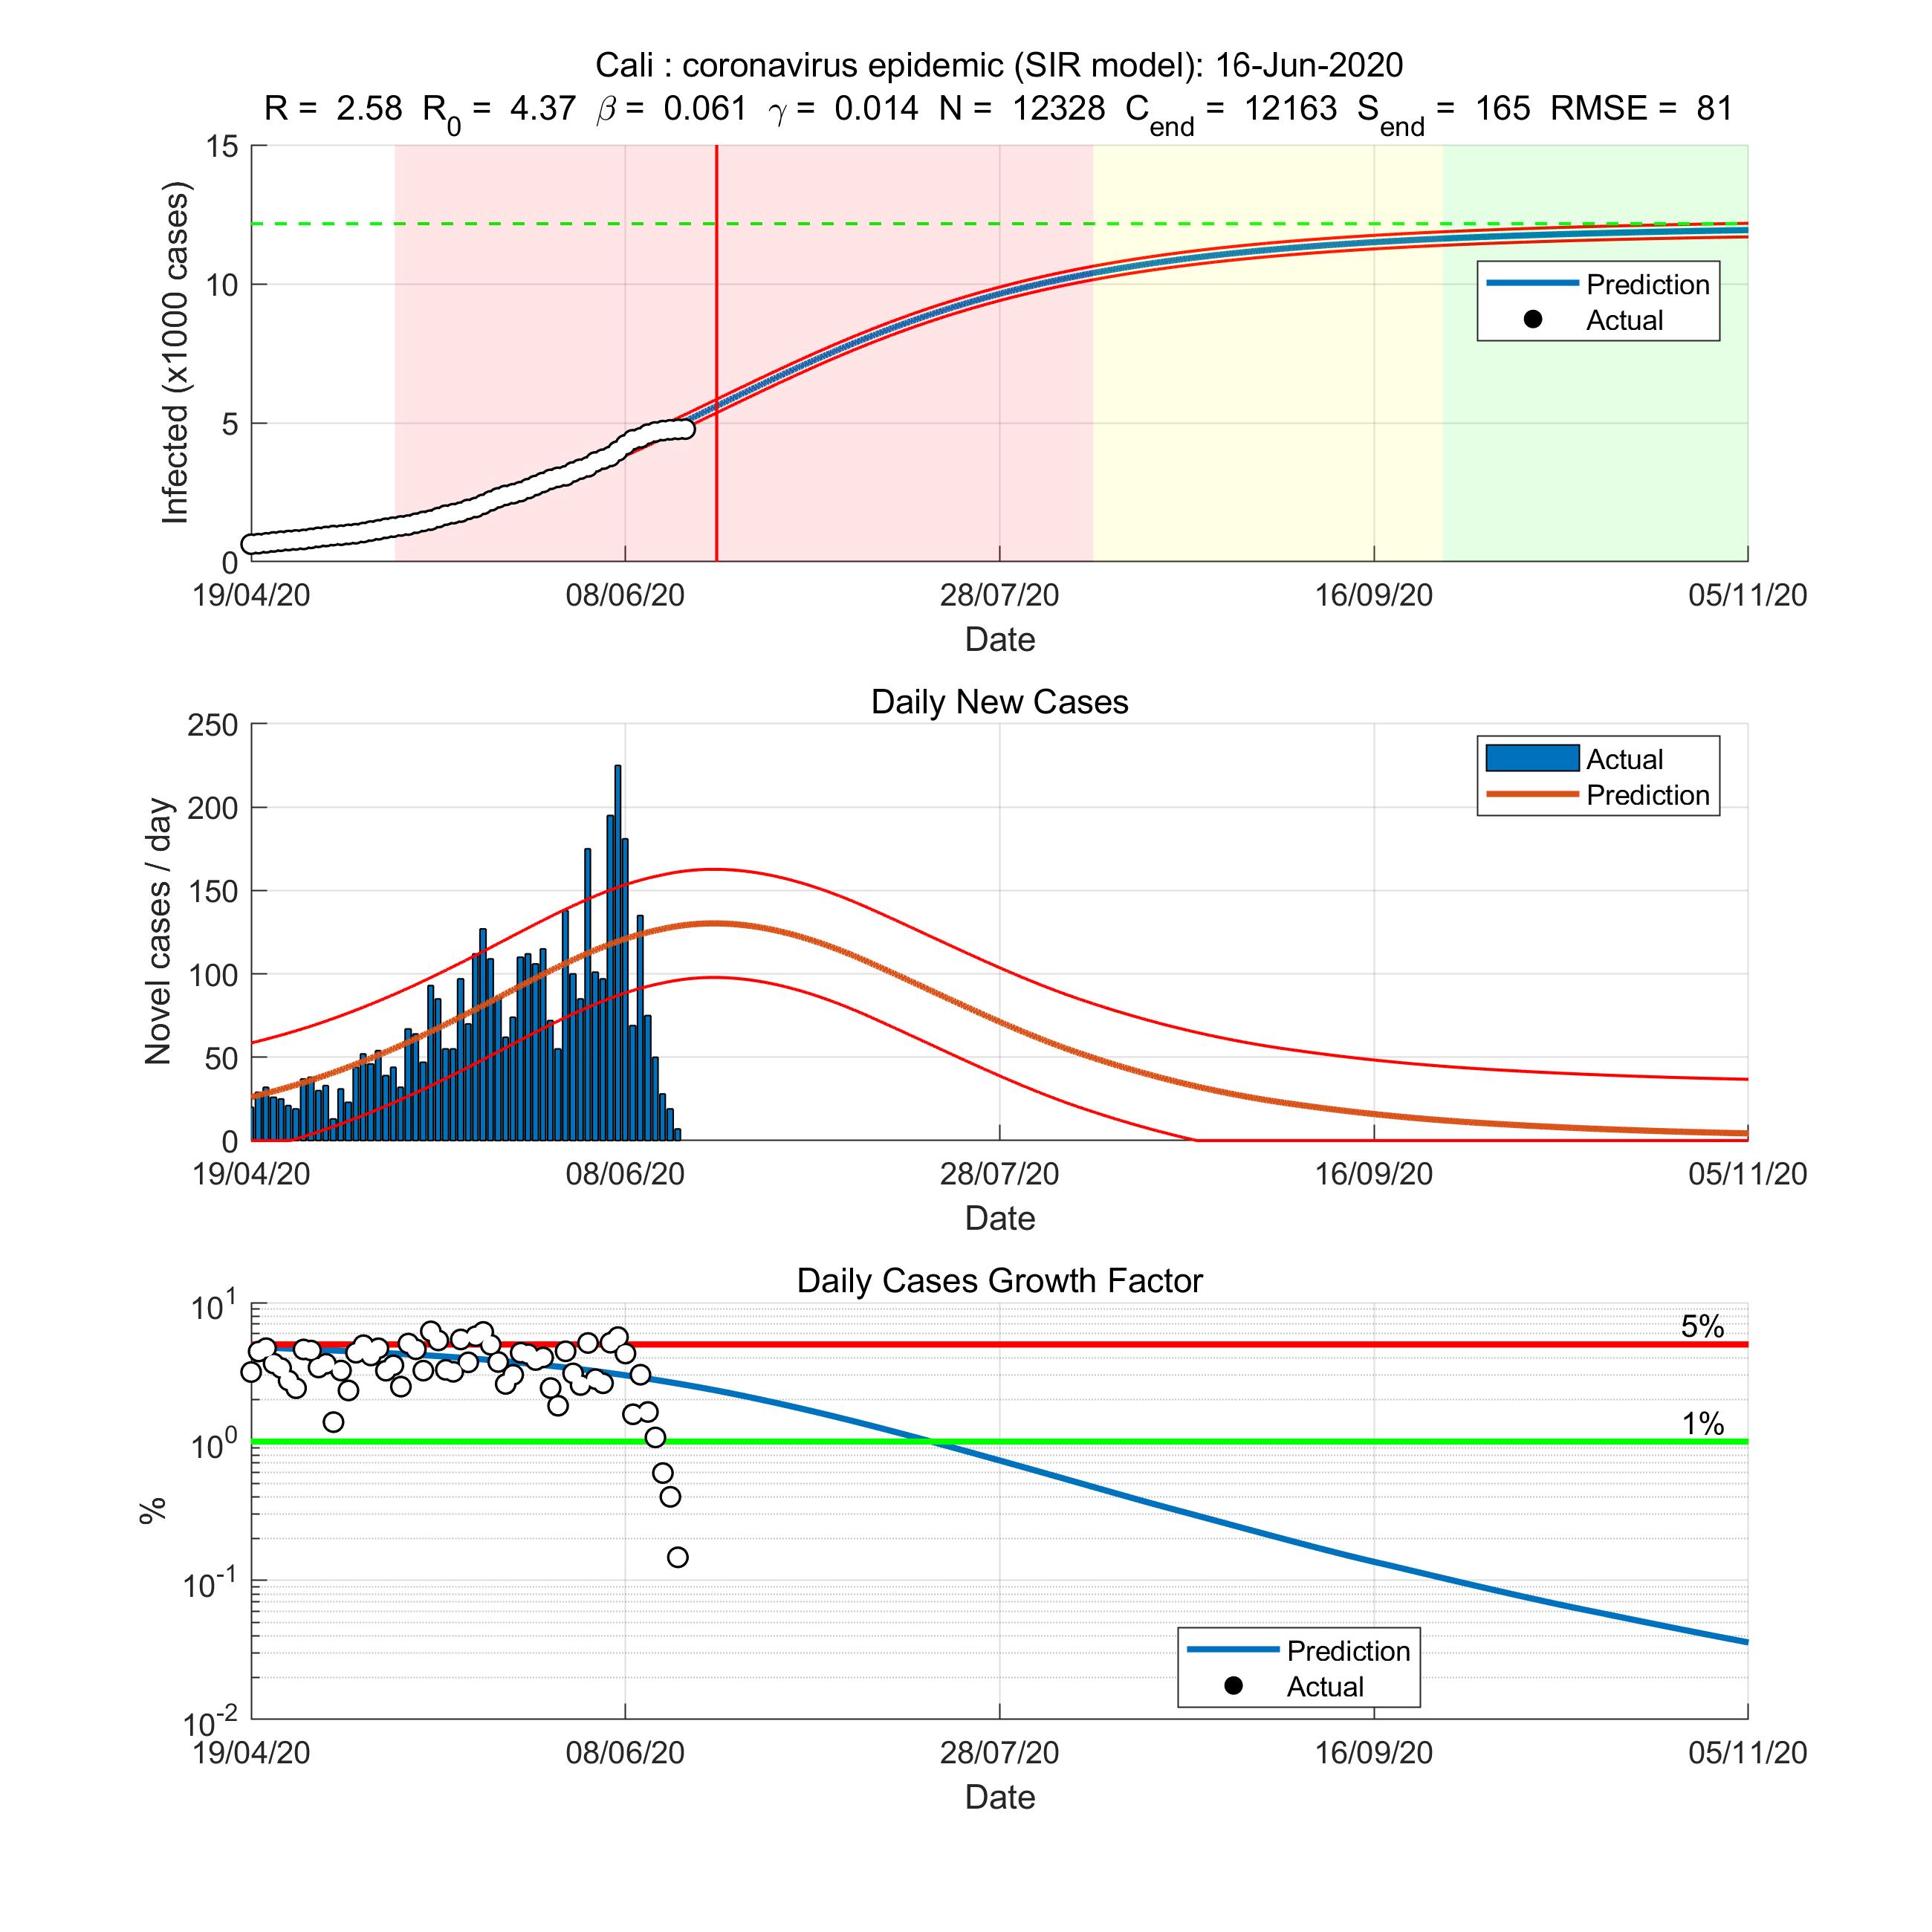 Cali : coronavirus epidemic (SIR model): 16-Jun-2020
R = 2.58 R0 = 4.37 β = 0.061 γ = 0.014 N = 12328 Cend = 12163 Send = 165 RMSE = 81
Infected (x1000 cases)
15
10
5
0
Prediction
Actual
19/04/20 08/06/20 28/07/20 16/09/20 05/11/20
Date
Daily New Cases
Novel cases / day
250
200
150
100
50
0
Actual
Prediction
19/04/20 08/06/20 28/07/20 16/09/20 05/11/20
Date
Daily Cases Growth Factor
%
10^1
10^0
10^-1
10^-2
5%
1%
Prediction
Actual
19/04/20 08/06/20 28/07/20 16/09/20 05/11/20
Date